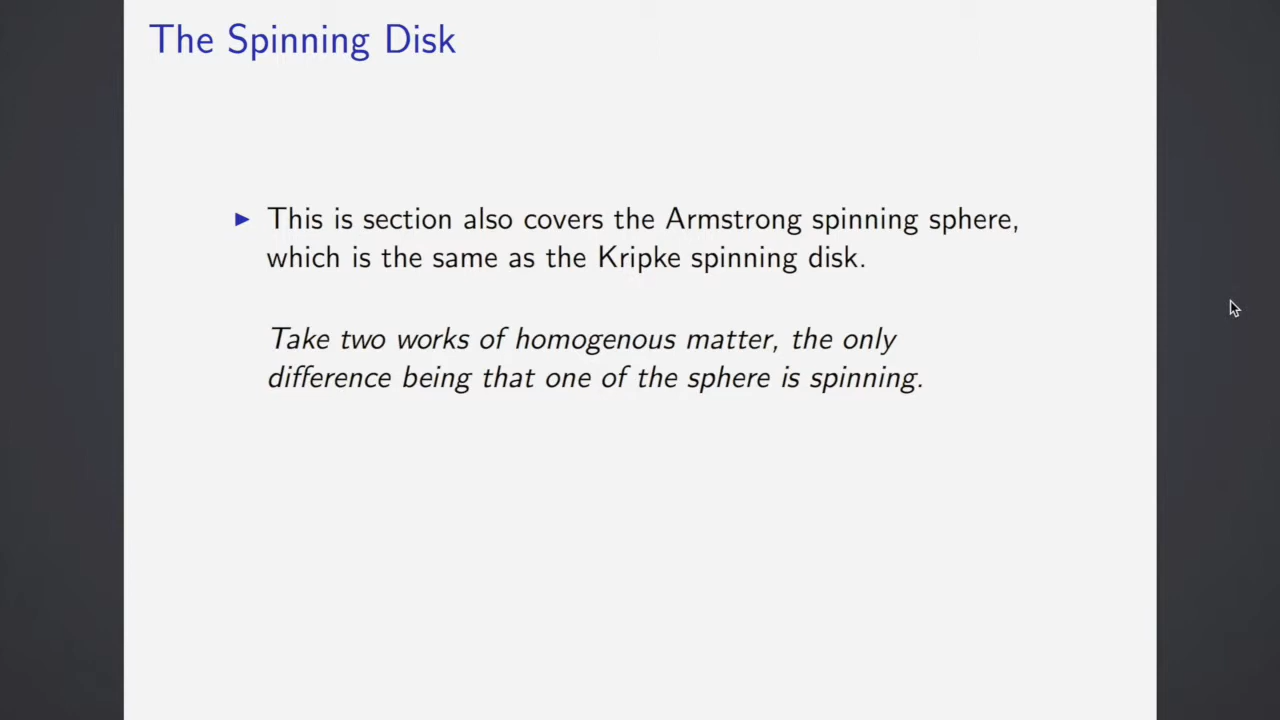 The Spinning Disk
This is section also covers the Armstrong spinning sphere,
which is the same as the Kripke spinning disk.
Take two works of homogenous matter, the only
difference being that one of the sphere is spinning.